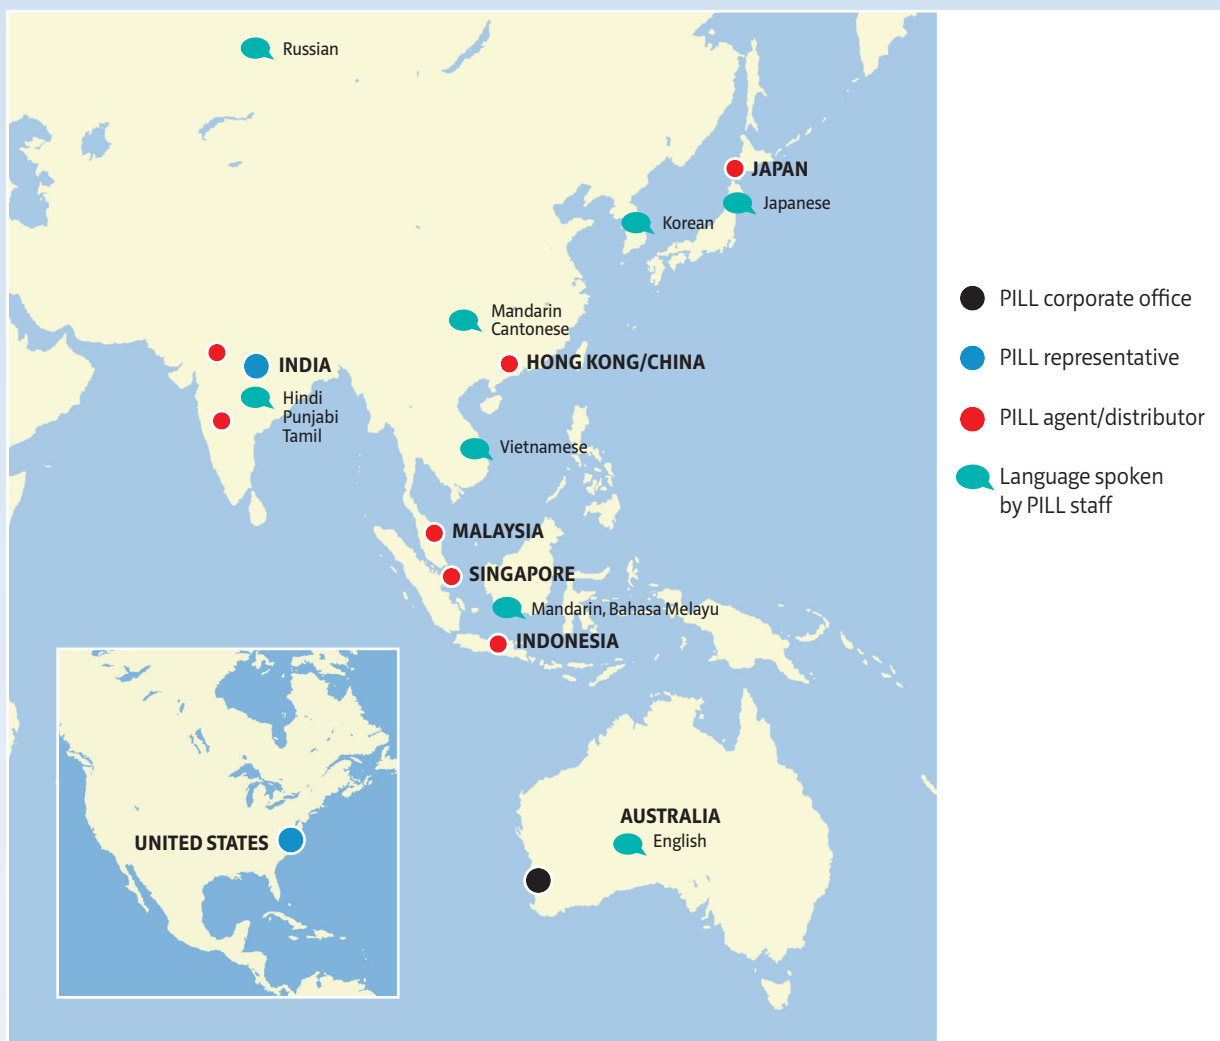 Russian
JAPAN
Japanese
Korean
Mandarin
Cantonese
HONG KONG/CHINA
INDIA
Hindi
Punjabi
Tamil
Vietnamese
MALAYSIA
SINGAPORE
Mandarin, Bahasa Melayu
INDONESIA
AUSTRALIA
English
UNITED STATES
PILL corporate office
PILL representative
PILL agent/distributor
Language spoken
by PILL staff